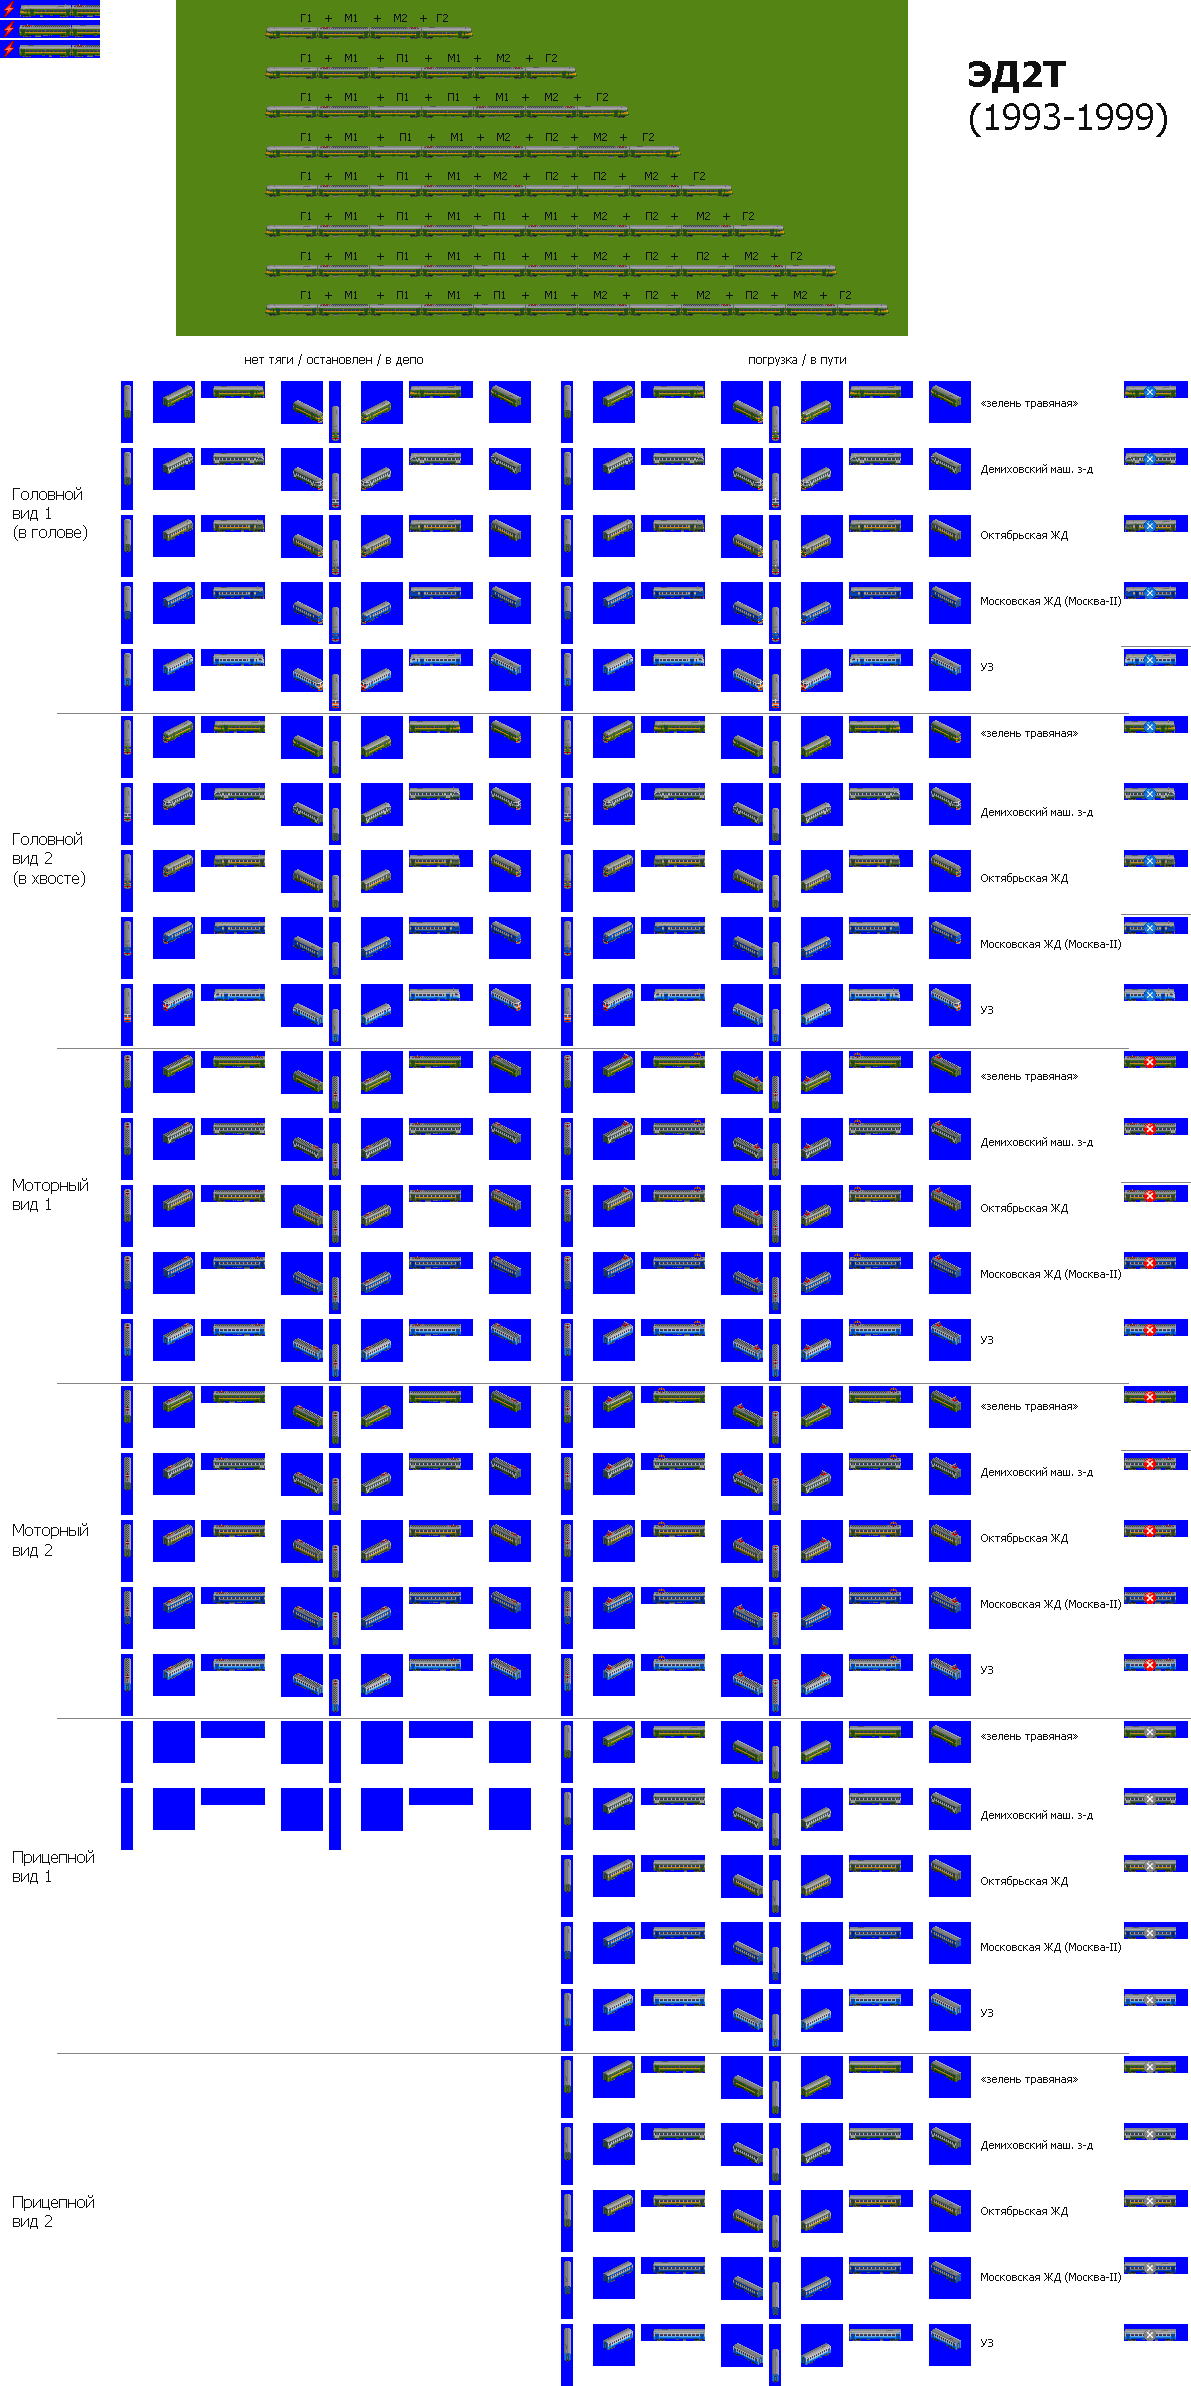 Г1 + М1 + М2 + Г2
Г1 + М1 + П1 + М1 + М2 + Г2
Г1 + М1 + П1 + П1 + М1 + М2 + Г2
Г1 + М1 + П1 + М1 + М2 + П2 + М2 + Г2
Г1 + М1 + П1 + М1 + М2 + П2 + П2 + М2 + Г2
Г1 + М1 + П1 + М1 + П1 + М1 + М2 + П2 + М2 + Г2
Г1 + М1 + П1 + М1 + П1 + М1 + М2 + П2 + П2 + М2 + Г2
Г1 + М1 + П1 + М1 + П1 + М1 + М2 + П2 + М2 + П2 + М2 + Г2
ЭД2Т
(1993-1999)
нет тяги / остановлен / в депо
погрузка / в пути
Головной
вид 1
(в голове)
«зелень травяная»
Демиховский маш. з-д
Октябрьская ЖД
Московская ЖД (Москва-II)
УЗ
Головной
вид 2
(в хвосте)
«зелень травяная»
Демиховский маш. з-д
Октябрьская ЖД
Московская ЖД (Москва-II)
УЗ
Моторный
вид 1
«зелень травяная»
Демиховский маш. з-д
Октябрьская ЖД
Московская ЖД (Москва-II)
УЗ
Моторный
вид 2
«зелень травяная»
Демиховский маш. з-д
Октябрьская ЖД
Московская ЖД (Москва-II)
УЗ
Прицепной
вид 1
«зелень травяная»
Демиховский маш. з-д
Октябрьская ЖД
Московская ЖД (Москва-II)
УЗ
Прицепной
вид 2
«зелень травяная»
Демиховский маш. з-д
Октябрьская ЖД
Московская ЖД (Москва-II)
УЗ